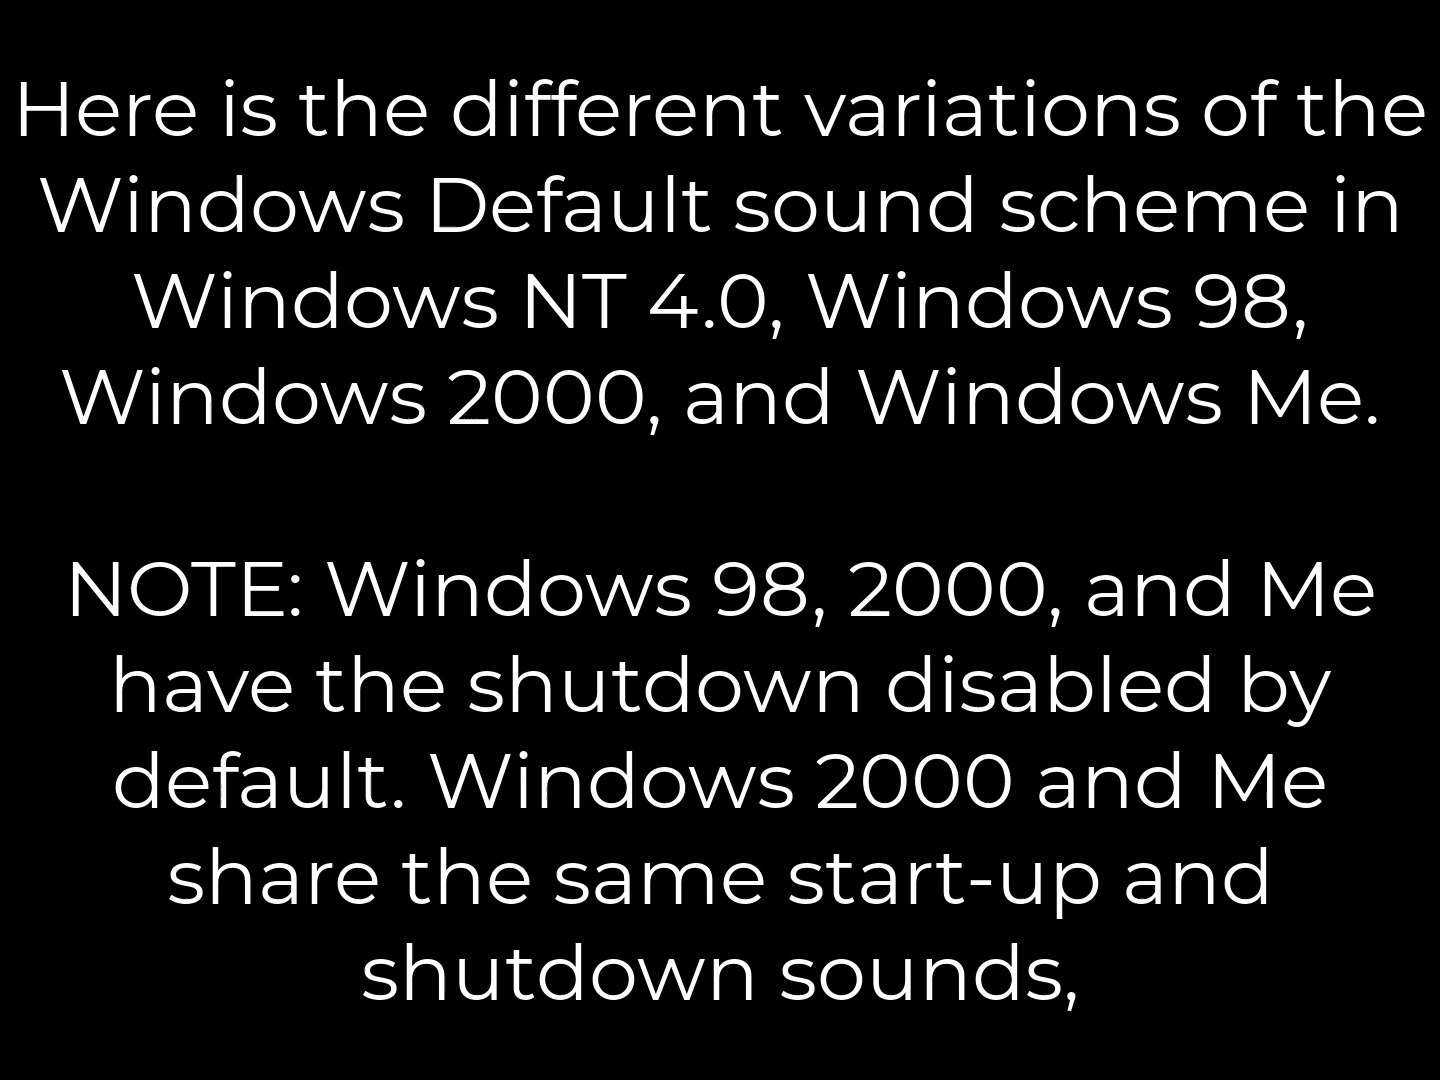 Here is the different variations of the
Windows Default sound scheme in
Windows NT 4.0, Windows 98,
Windows 2000, and Windows Me.
NOTE: Windows 98, 2000, and Me
have the shutdown disabled by
default. Windows 2000 and Me
share the same start-up and
shutdown sounds,